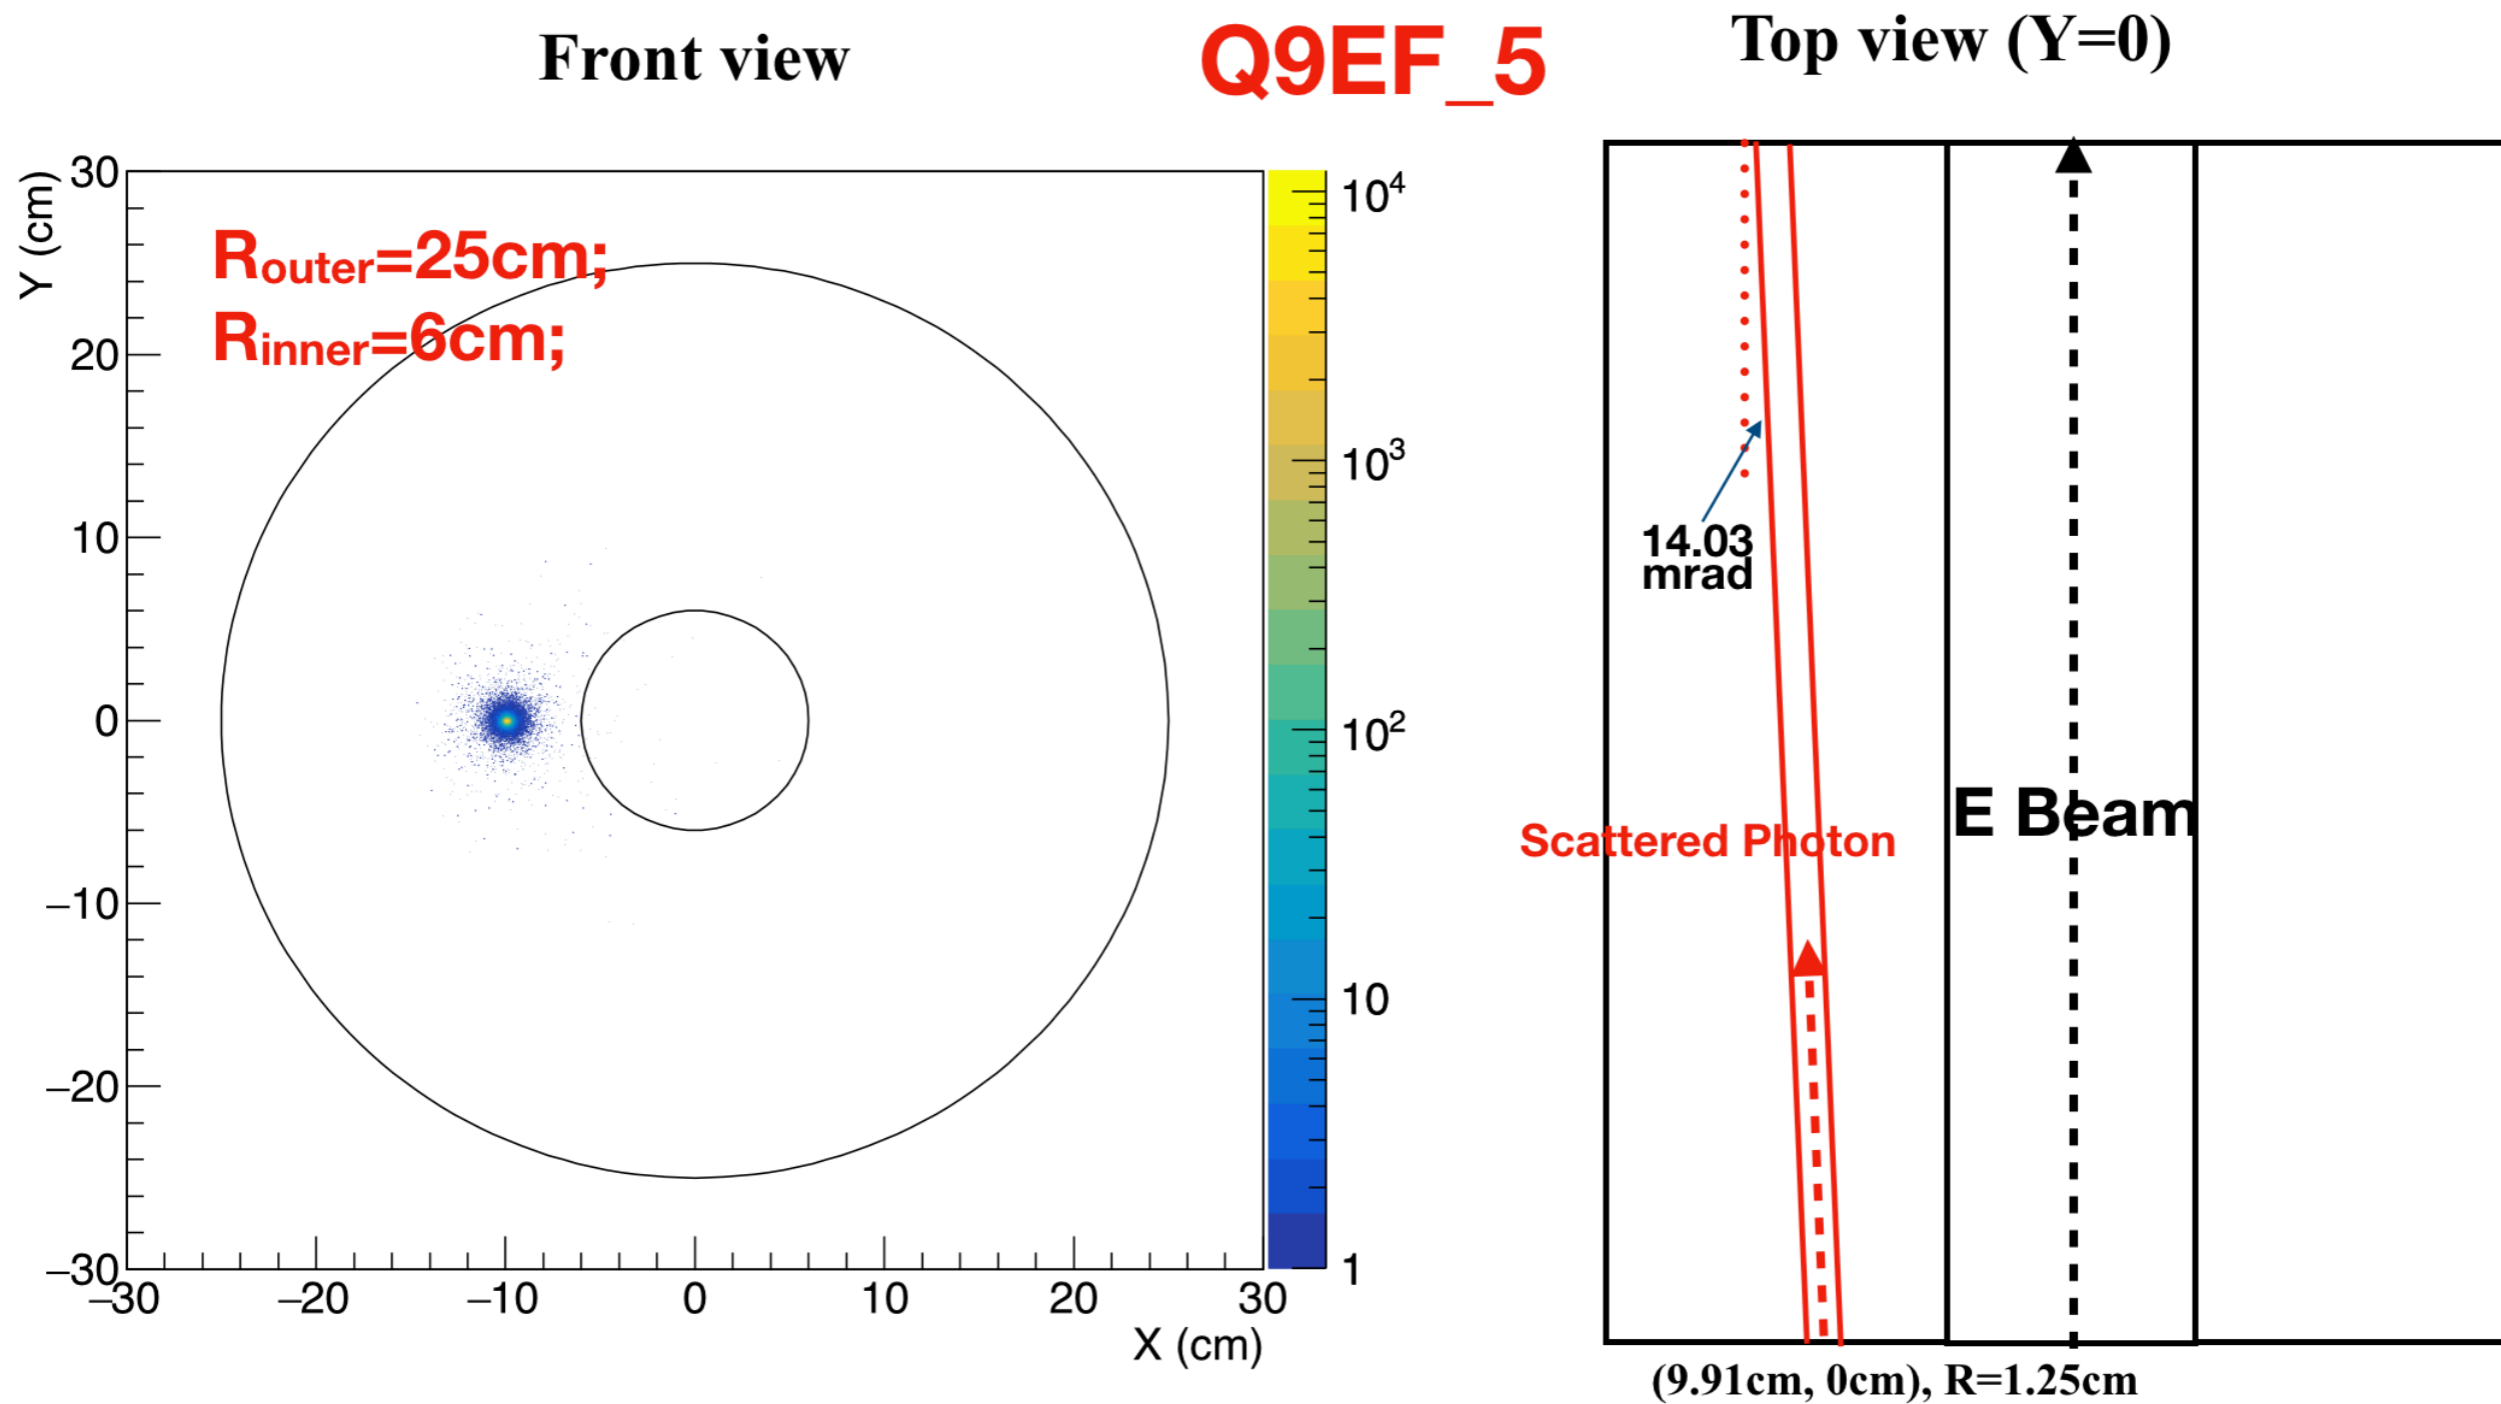 Front view
Q9EF_5
Top view (Y=0)
Y (cm)
R_outer=25cm;
R_inner=6cm;
30
20
10
0
−10
−20
−30
−30
−20
−10
0
10
20
30
X (cm)
10⁴
10³
10²
10
1
14.03
mrad
Scattered Photon
E Beam
(9.91cm, 0cm), R=1.25cm